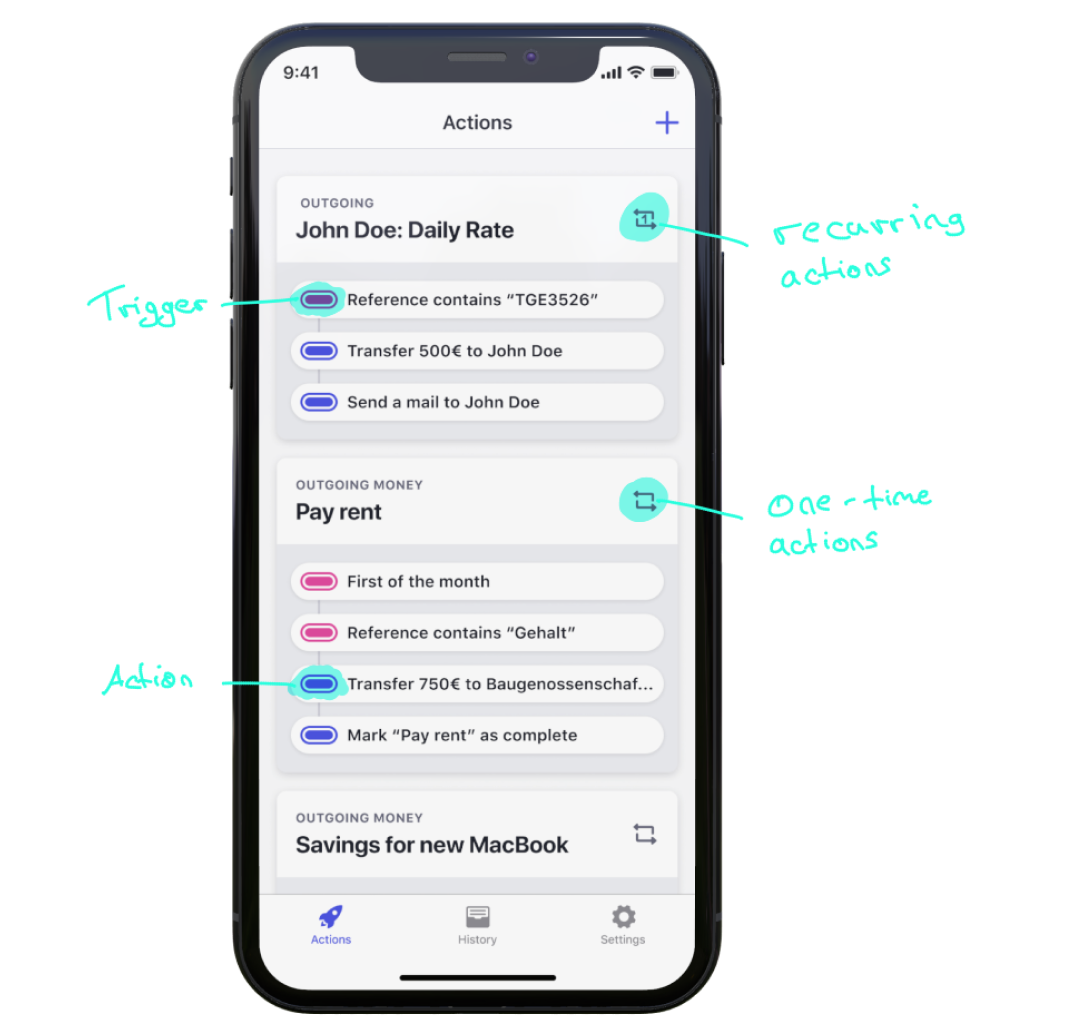 9:41
Actions
OUTGOING
John Doe: Daily Rate
1
recurring
actions
Trigger
Reference contains “TGE3526”
Transfer 500€ to John Doe
Send a mail to John Doe
OUTGOING MONEY
Pay rent
One-time
actions
First of the month
Reference contains “Gehalt”
Action
Transfer 750€ to Baugenossenschaf...
Mark “Pay rent” as complete
OUTGOING MONEY
Savings for new MacBook
Actions
History
Settings